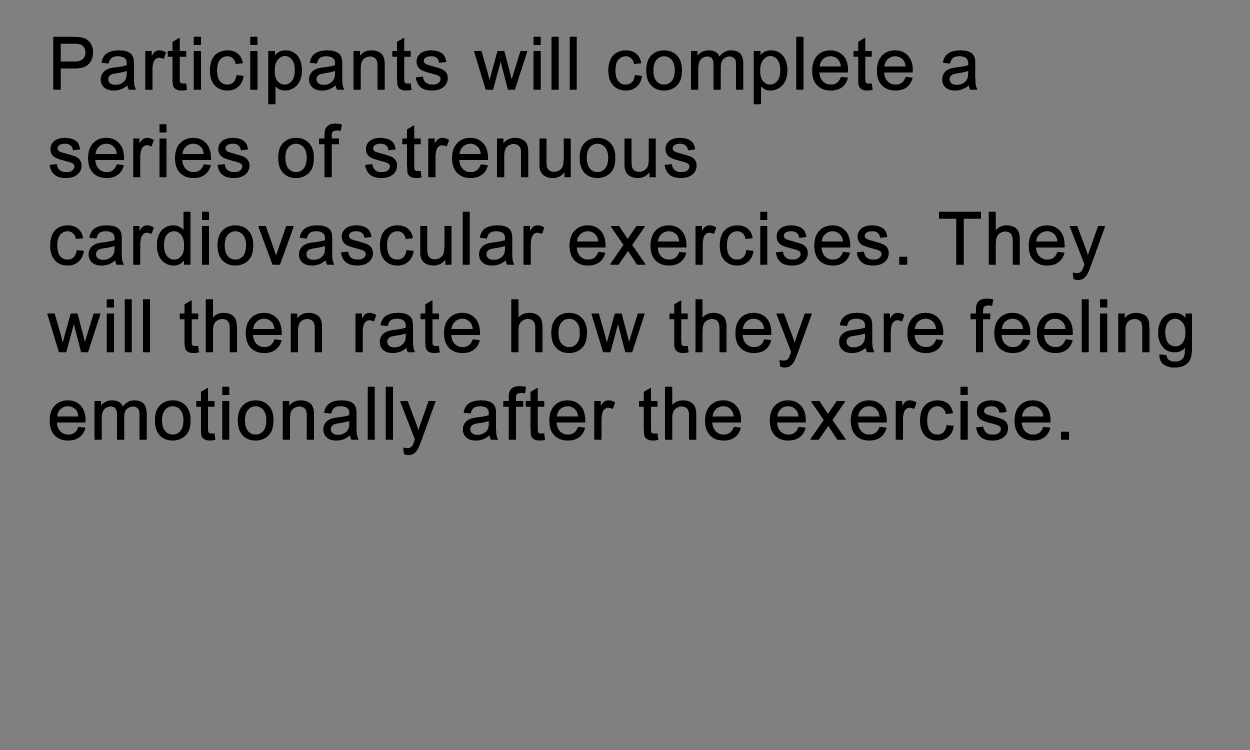 Participants will complete a
series of strenuous
cardiovascular exercises. They
will then rate how they are feeling
emotionally after the exercise.